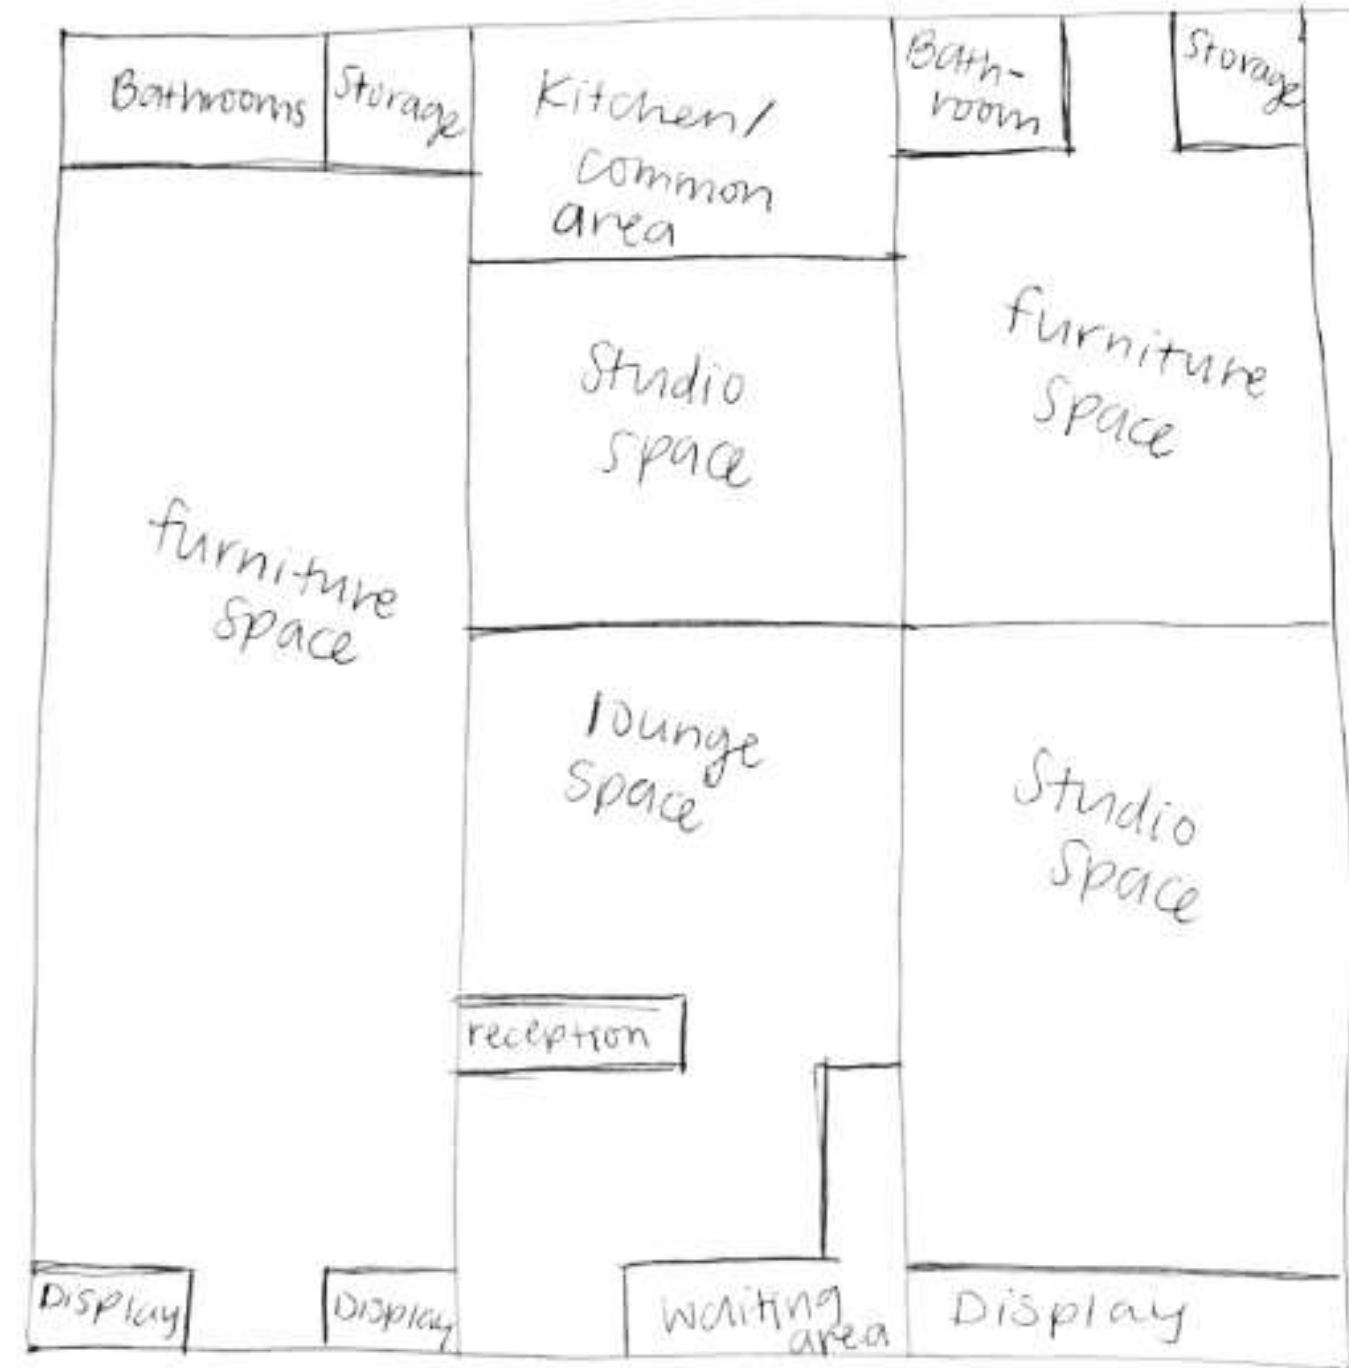 Bathrooms
Storage
Kitchen/
common
area
Bath-
room
Storage
furniture
space
Studio
space
furniture
space
lounge
space
Studio
space
reception
Display
Display
waiting
area
Display